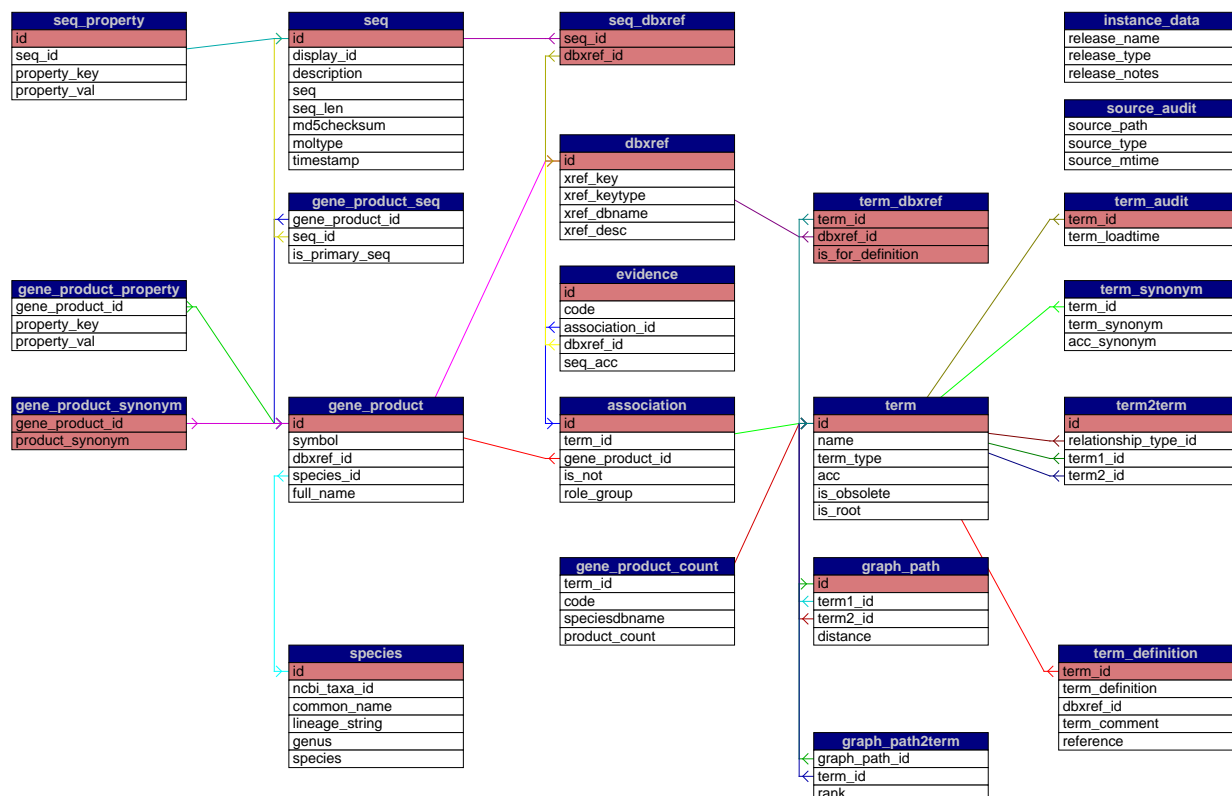 seq_property
id
seq_id
property_key
property_val
seq
id
display_id
description
seq
seq_len
md5checksum
moltype
timestamp
seq_dbxref
seq_id
dbxref_id
instance_data
release_name
release_type
release_notes
source_audit
source_path
source_type
source_mtime
dbxref
id
xref_key
xref_keytype
xref_dbname
xref_desc
gene_product_seq
gene_product_id
seq_id
is_primary_seq
term_dbxref
term_id
dbxref_id
is_for_definition
term_audit
term_id
term_loadtime
gene_product_property
gene_product_id
property_key
property_val
evidence
id
code
association_id
dbxref_id
seq_acc
term_synonym
term_id
term_synonym
acc_synonym
gene_product_synonym
gene_product_id
product_synonym
gene_product
id
symbol
dbxref_id
species_id
full_name
association
id
term_id
gene_product_id
is_not
role_group
term
id
name
term_type
acc
is_obsolete
is_root
term2term
id
relationship_type_id
term1_id
term2_id
gene_product_count
term_id
code
speciesdbname
product_count
graph_path
id
term1_id
term2_id
distance
species
id
ncbi_taxa_id
common_name
lineage_string
genus
species
term_definition
term_id
term_definition
dbxref_id
term_comment
reference
graph_path2term
graph_path_id
term_id
rank